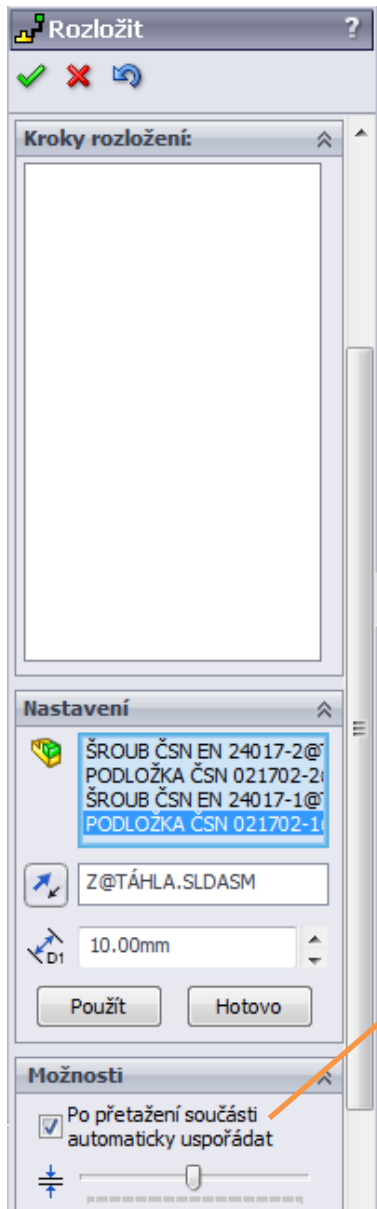 Rozložit ?
Kroky rozložení:
Nastavení
ŠROUB ČSN EN 24017-2@
PODLOŽKA ČSN 021702-2
ŠROUB ČSN EN 24017-1@
PODLOŽKA ČSN 021702-1
Z@TÁHLA.SLDASM
D1 10.00mm
Použít Hotovo
Možnosti
Po přetažení součásti
automaticky uspořádat